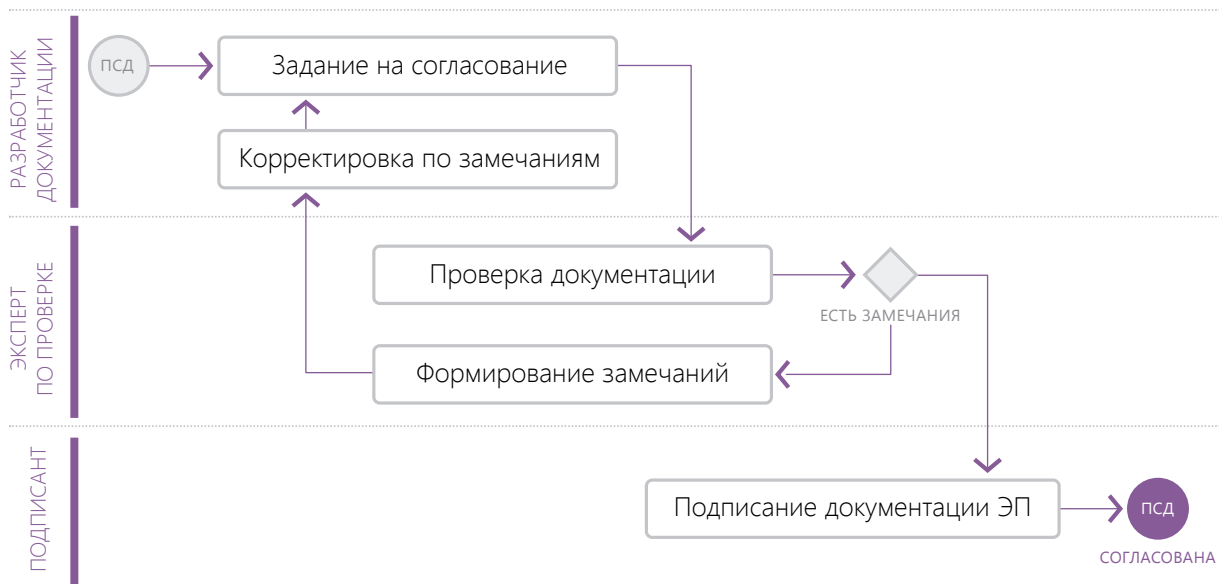 РАЗРАБОТЧИК
ДОКУМЕНТАЦИИ
ПСД
Задание на согласование
Корректировка по замечаниям
ЭКСПЕРТ
ПО ПРОВЕРКЕ
Проверка документации
ЕСТЬ ЗАМЕЧАНИЯ
Формирование замечаний
ПОДПИСАНТ
Подписание документации ЭП
ПСД
СОГЛАСОВАНА